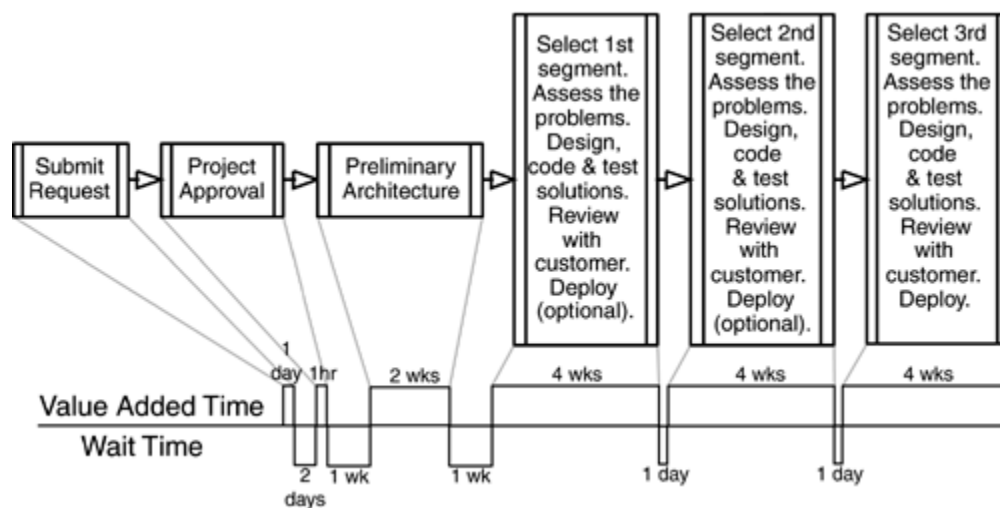 Submit
Request
Project
Approval
Preliminary
Architecture
Select 1st
segment.
Assess the
problems.
Design,
code & test
solutions.
Review
with
customer.
Deploy
(optional).
Select 2nd
segment.
Assess the
problems.
Design,
code
& test
solutions.
Review
with
customer.
Deploy
(optional).
Select 3rd
segment.
Assess the
problems.
Design,
code
& test
solutions.
Review
with
customer.
Deploy.
1
day
1hr
2 wks
4 wks
4 wks
4 wks
Value Added Time
Wait Time
2
days
1 wk
1 wk
1 day
1 day